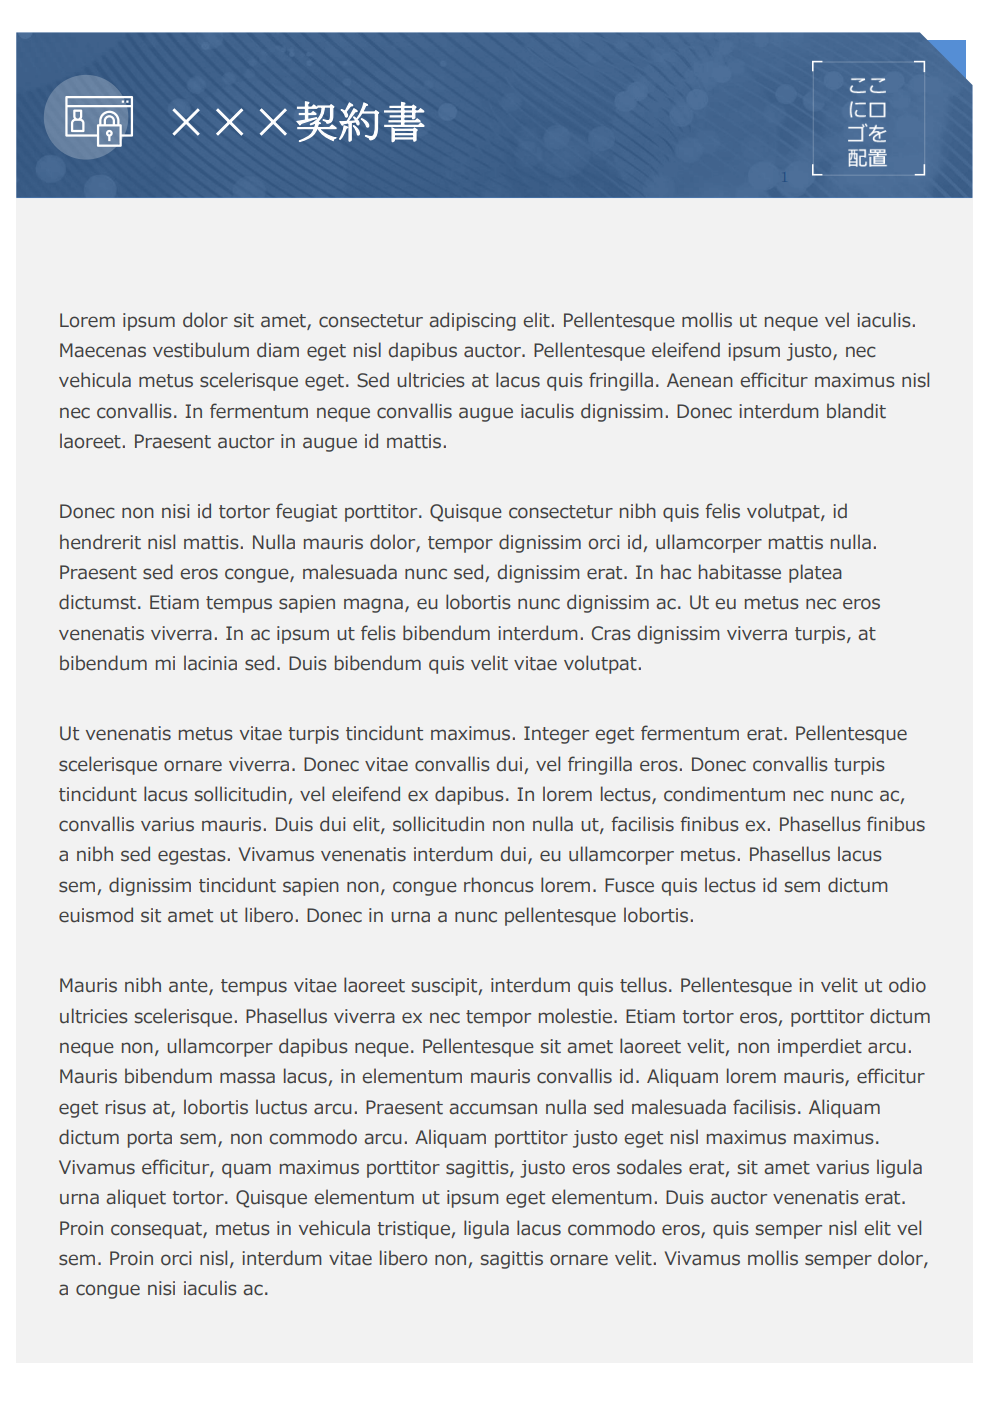 ×××契約書
ここ
にロ
ゴを
配置
1
Lorem ipsum dolor sit amet, consectetur adipiscing elit. Pellentesque mollis ut neque vel iaculis.
Maecenas vestibulum diam eget nisl dapibus auctor. Pellentesque eleifend ipsum justo, nec
vehicula metus scelerisque eget. Sed ultricies at lacus quis fringilla. Aenean efficitur maximus nisl
nec convallis. In fermentum neque convallis augue iaculis dignissim. Donec interdum blandit
laoreet. Praesent auctor in augue id mattis.
Donec non nisi id tortor feugiat porttitor. Quisque consectetur nibh quis felis volutpat, id
hendrerit nisl mattis. Nulla mauris dolor, tempor dignissim orci id, ullamcorper mattis nulla.
Praesent sed eros congue, malesuada nunc sed, dignissim erat. In hac habitasse platea
dictumst. Etiam tempus sapien magna, eu lobortis nunc dignissim ac. Ut eu metus nec eros
venenatis viverra. In ac ipsum ut felis bibendum interdum. Cras dignissim viverra turpis, at
bibendum mi lacinia sed. Duis bibendum quis velit vitae volutpat.
Ut venenatis metus vitae turpis tincidunt maximus. Integer eget fermentum erat. Pellentesque
scelerisque ornare viverra. Donec vitae convallis dui, vel fringilla eros. Donec convallis turpis
tincidunt lacus sollicitudin, vel eleifend ex dapibus. In lorem lectus, condimentum nec nunc ac,
convallis varius mauris. Duis dui elit, sollicitudin non nulla ut, facilisis finibus ex. Phasellus finibus
a nibh sed egestas. Vivamus venenatis interdum dui, eu ullamcorper metus. Phasellus lacus
sem, dignissim tincidunt sapien non, congue rhoncus lorem. Fusce quis lectus id sem dictum
euismod sit amet ut libero. Donec in urna a nunc pellentesque lobortis.
Mauris nibh ante, tempus vitae laoreet suscipit, interdum quis tellus. Pellentesque in velit ut odio
ultricies scelerisque. Phasellus viverra ex nec tempor molestie. Etiam tortor eros, porttitor dictum
neque non, ullamcorper dapibus neque. Pellentesque sit amet laoreet velit, non imperdiet arcu.
Mauris bibendum massa lacus, in elementum mauris convallis id. Aliquam lorem mauris, efficitur
eget risus at, lobortis luctus arcu. Praesent accumsan nulla sed malesuada facilisis. Aliquam
dictum porta sem, non commodo arcu. Aliquam porttitor justo eget nisl maximus maximus.
Vivamus efficitur, quam maximus porttitor sagittis, justo eros sodales erat, sit amet varius ligula
urna aliquet tortor. Quisque elementum ut ipsum eget elementum. Duis auctor venenatis erat.
Proin consequat, metus in vehicula tristique, ligula lacus commodo eros, quis semper nisl elit vel
sem. Proin orci nisl, interdum vitae libero non, sagittis ornare velit. Vivamus mollis semper dolor,
a congue nisi iaculis ac.